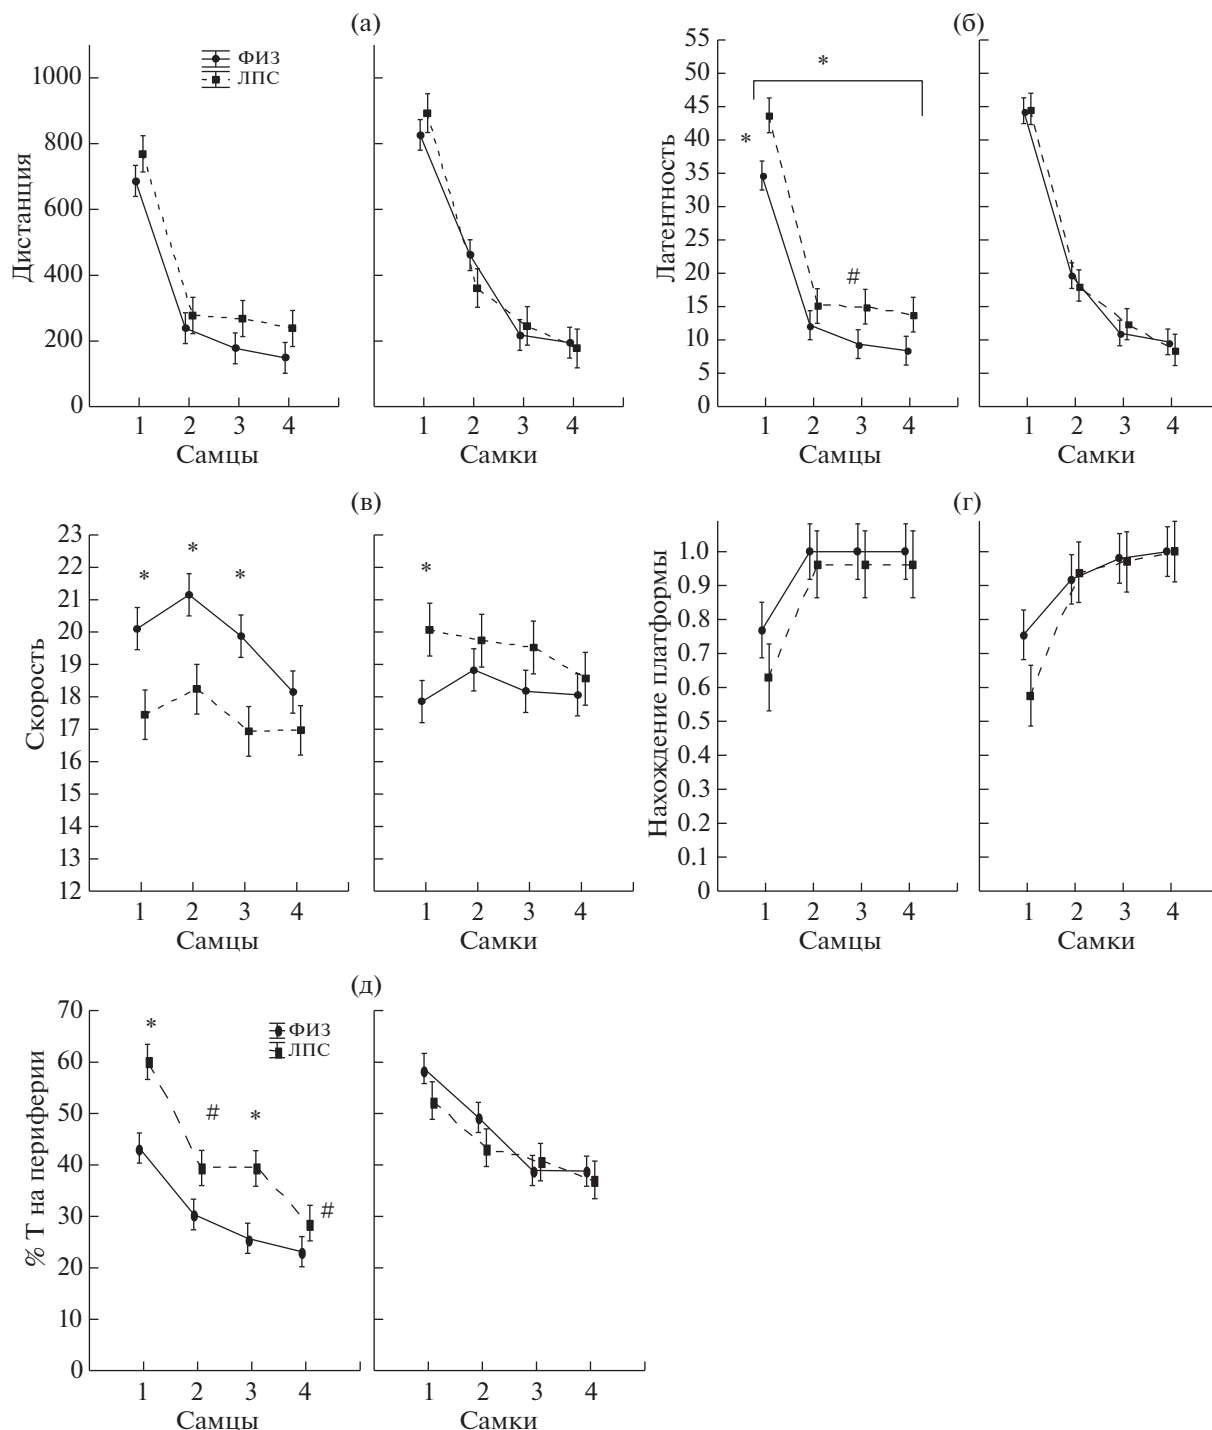 (а)
ФИЗ
ЛПС
Дистанция
1000
800
600
400
200
0
1 2 3 4
Самцы
1 2 3 4
Самки
(б)
Латентность
55
50
45
40
35
30
25
20
15
10
5
0
*
*
#
1 2 3 4
Самцы
1 2 3 4
Самки
(в)
Скорость
23
22
21
20
19
18
17
16
15
14
13
12
* * *
1 2 3 4
Самцы
*
1 2 3 4
Самки
(г)
Нахождение платформы
1.0
0.9
0.8
0.7
0.6
0.5
0.4
0.3
0.2
0.1
0
1 2 3 4
Самцы
1 2 3 4
Самки
(д)
ФИЗ
ЛПС
% T на периферии
70
60
50
40
30
20
10
0
* # * #
1 2 3 4
Самцы
1 2 3 4
Самки